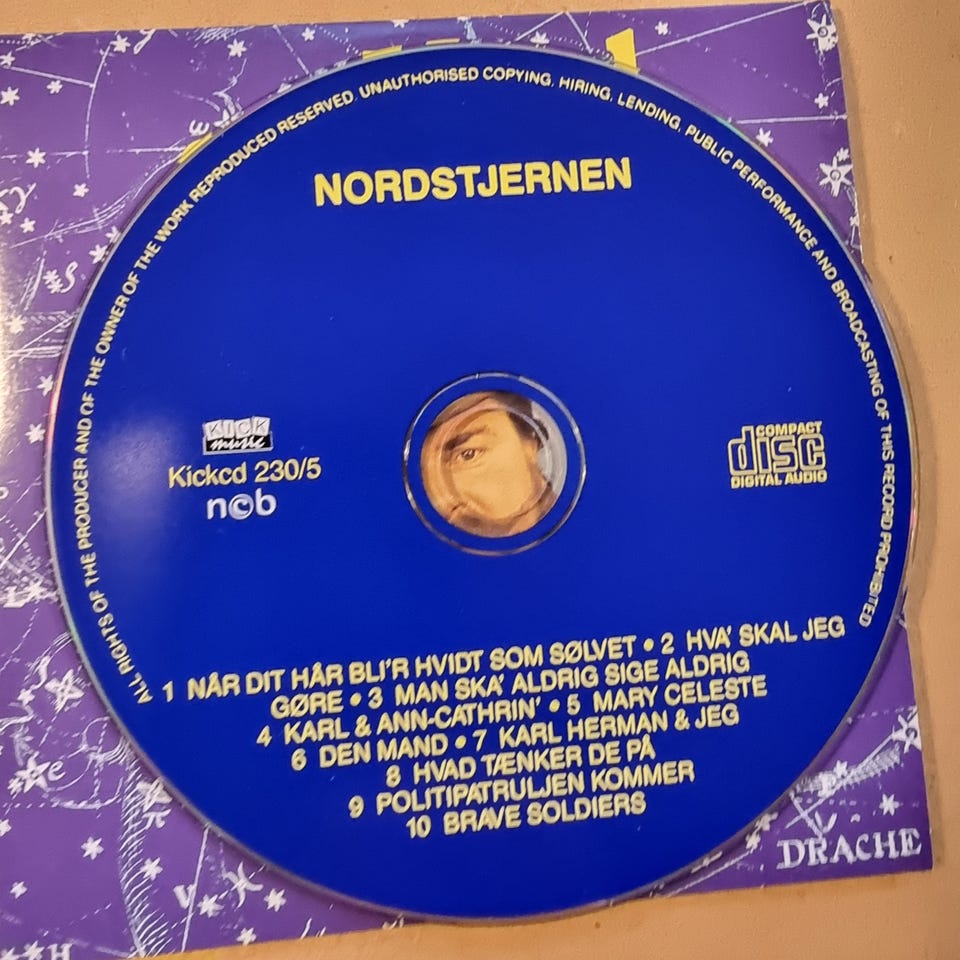 ALL RIGHTS OF THE PRODUCER AND OF THE OWNER OF THE WORK REPRODUCED RESERVED. UNAUTHORISED COPYING, HIRING, LENDING, PUBLIC PERFORMANCE AND BROADCASTING OF THIS RECORD PROHIBITED
NORDSTJERNEN
KICK
music
Kickcd 230/5
ncb
COMPACT
disc
DIGITAL AUDIO
1 NÅR DIT HÅR BLI'R HVIDT SOM SØLVET • 2 HVA' SKAL JEG
GØRE • 3 MAN SKA' ALDRIG SIGE ALDRIG
4 KARL & ANN-CATHRIN' • 5 MARY CELESTE
6 DEN MAND • 7 KARL HERMAN & JEG
8 HVAD TÆNKER DE PÅ
9 POLITIPATRULJEN KOMMER
10 BRAVE SOLDIERS
DRACHE